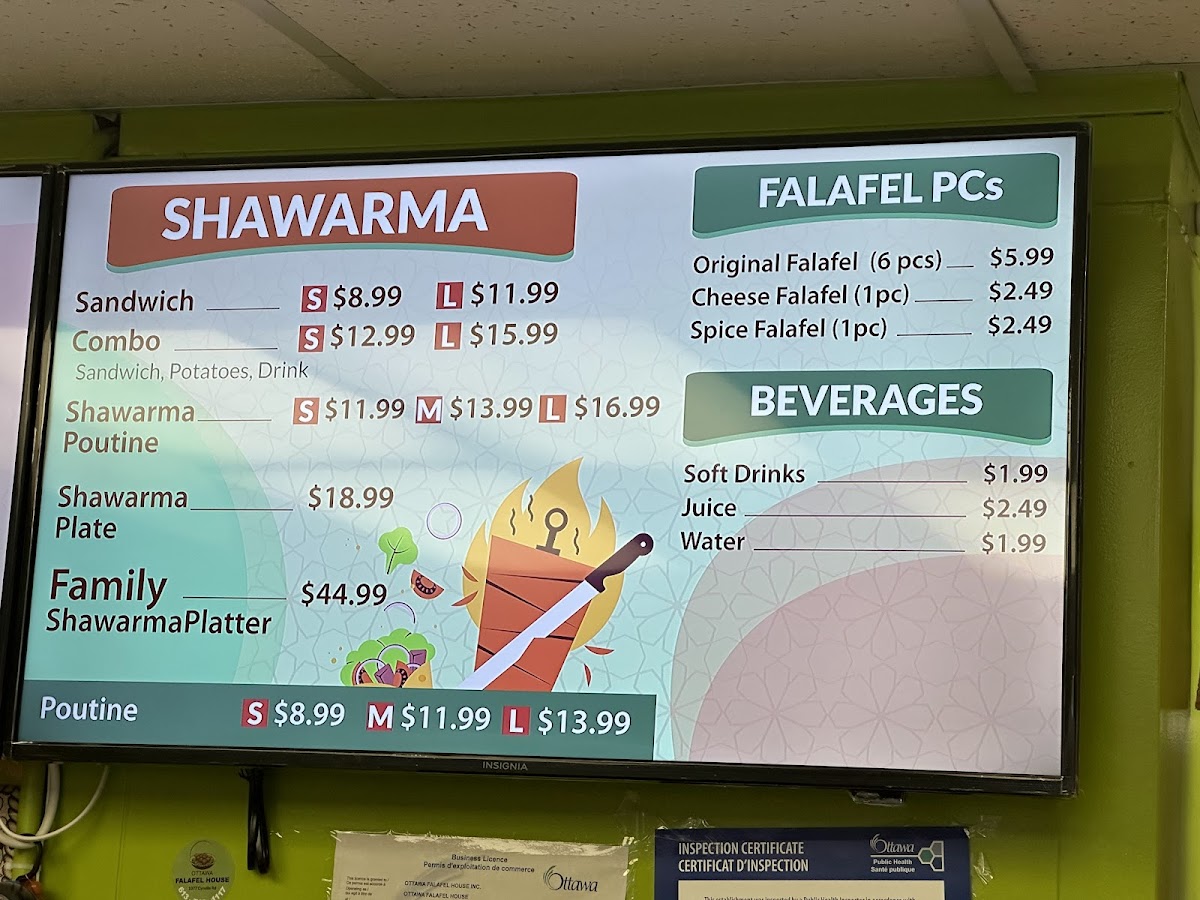 SHAWARMA
Sandwich S $8.99 L $11.99
Combo S $12.99 L $15.99
Sandwich, Potatoes, Drink
Shawarma S $11.99 M $13.99 L $16.99
Poutine
Shawarma $18.99
Plate
Family $44.99
ShawarmaPlatter
Poutine S $8.99 M $11.99 L $13.99
FALAFEL PCs
Original Falafel (6 pcs) $5.99
Cheese Falafel (1pc) $2.49
Spice Falafel (1pc) $2.49
BEVERAGES
Soft Drinks $1.99
Juice $2.49
Water $1.99
INSIGNIA
OTTAWA
FALAFEL HOUSE
Business Licence
Permis d'exploitation de commerce
Ottawa
OTTAWA FALAFEL HOUSE INC.
OTTAWA FALAFEL HOUSE
INSPECTION CERTIFICATE
CERTIFICAT D'INSPECTION
Ottawa
Public Health
Santé publique